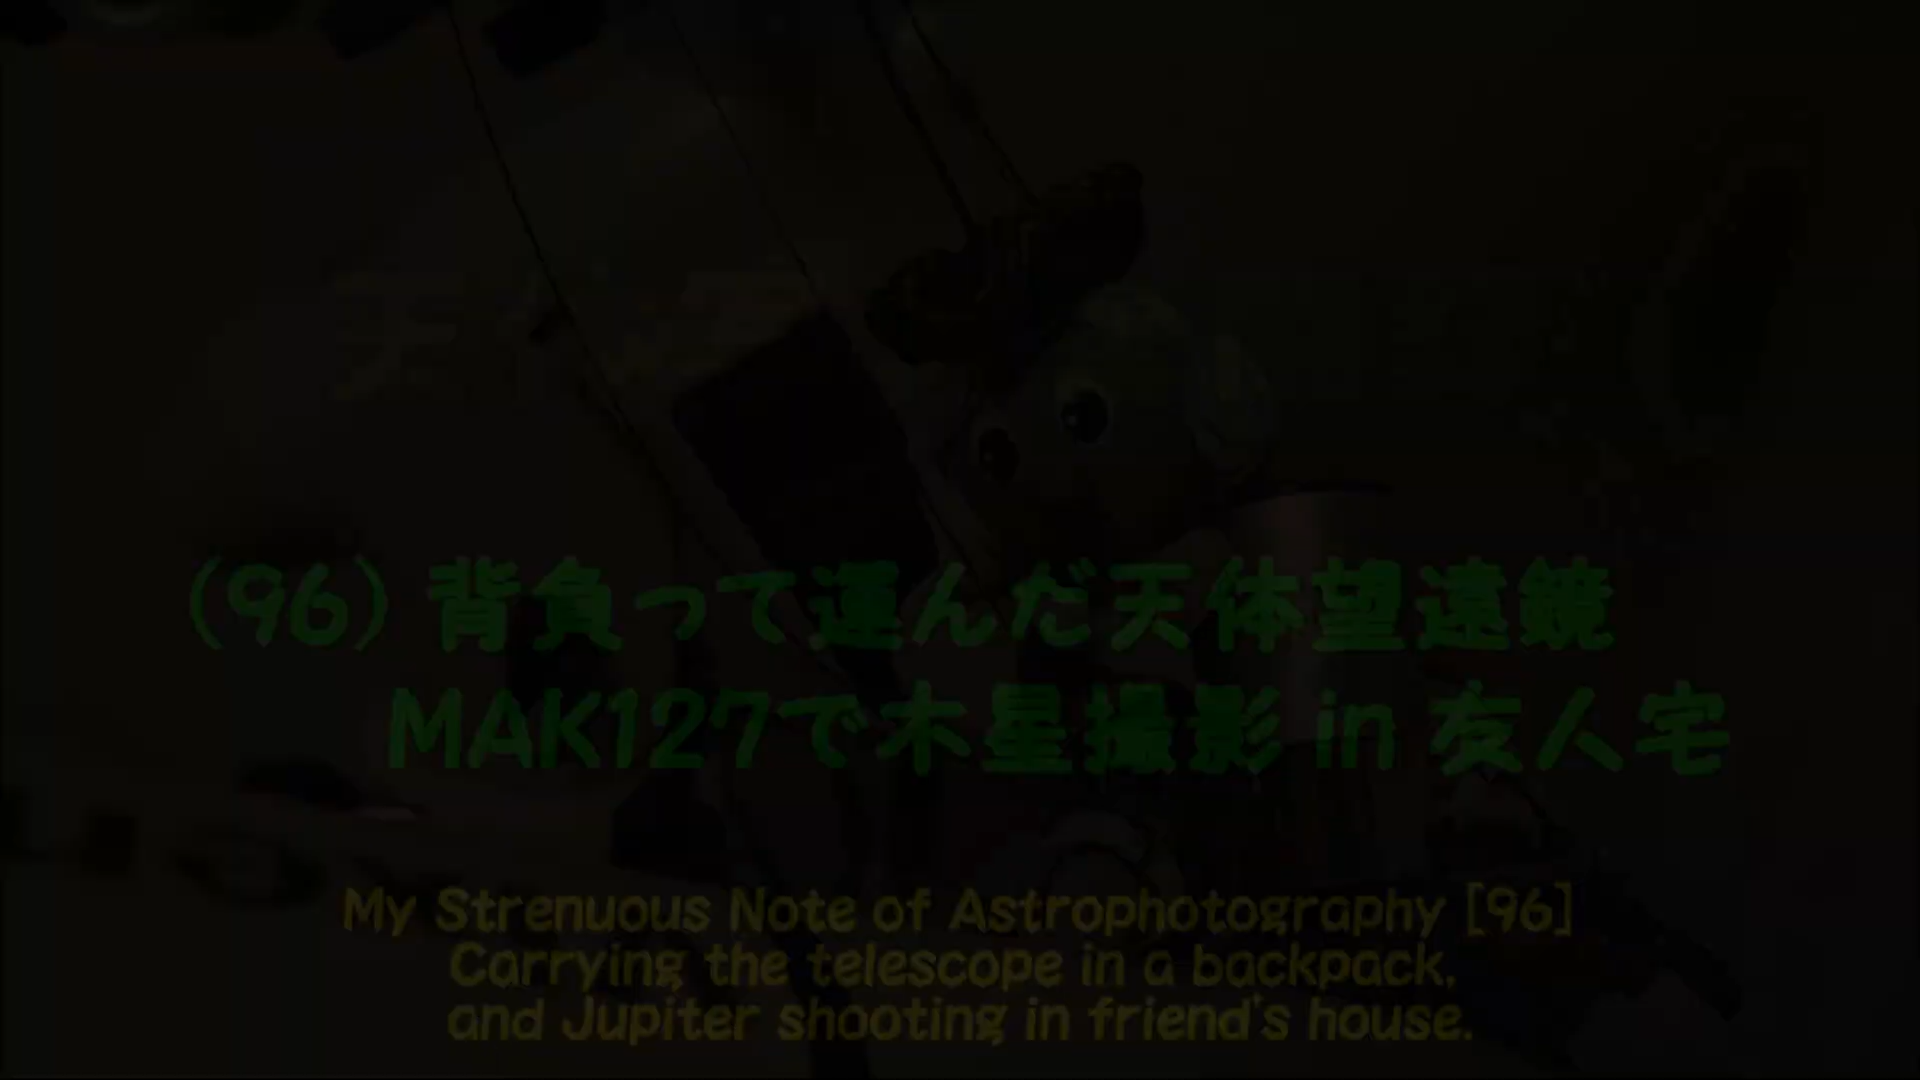 (96) 背負って運んだ天体望遠鏡
MAK127で木星撮影 in 友人宅
My Strenuous Note of Astrophotography [96]
Carrying the telescope in a backpack,
and Jupiter shooting in friend's house.